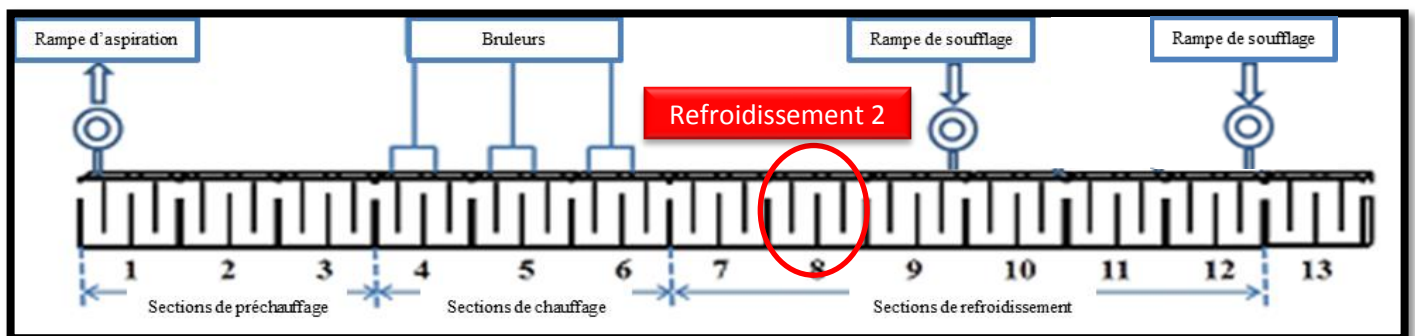 Rampe d'aspiration
Bruleurs
Rampe de soufflage
Rampe de soufflage
Refroidissement 2
1 2 3 4 5 6 7 8 9 10 11 12 13
Sections de préchauffage
Sections de chauffage
Sections de refroidissement